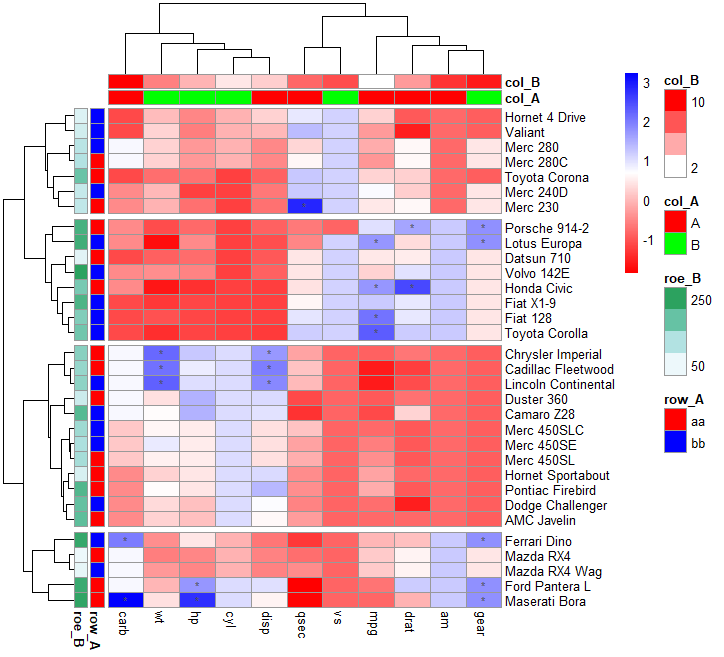 col_B
col_A
Hornet 4 Drive
Valiant
Merc 280
Merc 280C
Toyota Corona
Merc 240D
Merc 230
Porsche 914-2
Lotus Europa
Datsun 710
Volvo 142E
Honda Civic
Fiat X1-9
Fiat 128
Toyota Corolla
Chrysler Imperial
Cadillac Fleetwood
Lincoln Continental
Duster 360
Camaro Z28
Merc 450SLC
Merc 450SE
Merc 450SL
Hornet Sportabout
Pontiac Firebird
Dodge Challenger
AMC Javelin
Ferrari Dino
Mazda RX4
Mazda RX4 Wag
Ford Pantera L
Maserati Bora
roe_B
row_A
carb
wt
hp
cyl
disp
qsec
vs
mpg
drat
am
gear
3
2
1
0
-1
col_B
10
2
col_A
A
B
roe_B
250
50
row_A
aa
bb